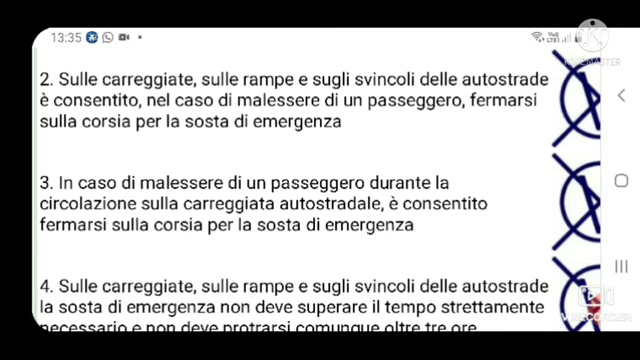 13:35
KINEMASTER
2. Sulle carreggiate, sulle rampe e sugli svincoli delle autostrade
è consentito, nel caso di malessere di un passeggero, fermarsi
sulla corsia per la sosta di emergenza
3. In caso di malessere di un passeggero durante la
circolazione sulla carreggiata autostradale, è consentito
fermarsi sulla corsia per la sosta di emergenza
4. Sulle carreggiate, sulle rampe e sugli svincoli delle autostrade
la sosta di emergenza non deve superare il tempo strettamente
necessario e non deve protrarsi comunque oltre tre ore